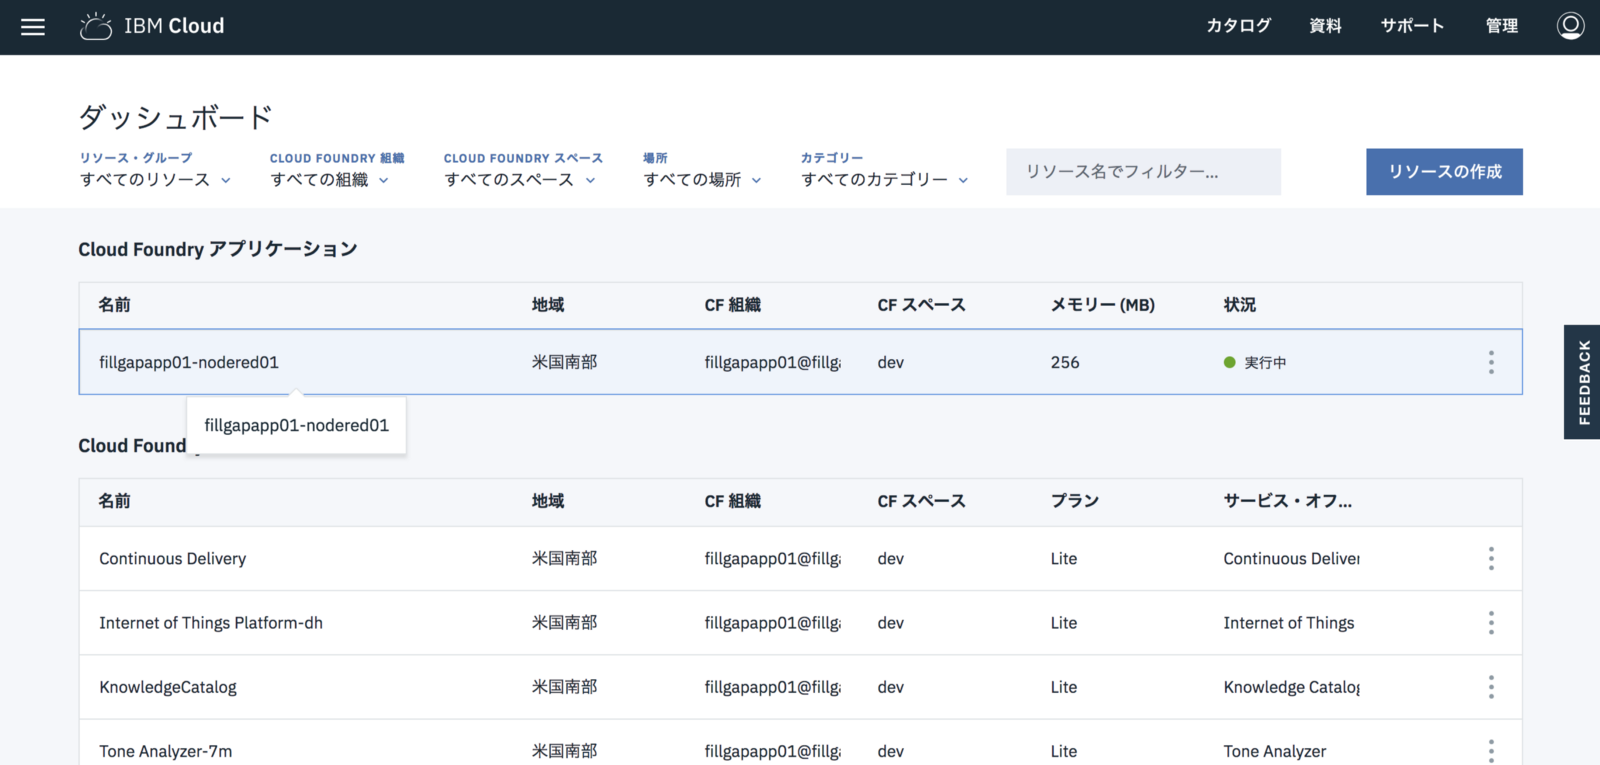 IBM Cloud
カタログ 資料 サポート 管理
ダッシュボード
リソース・グループ CLOUD FOUNDRY 組織 CLOUD FOUNDRY スペース 場所 カテゴリー
すべてのリソース すべての組織 すべてのスペース すべての場所 すべてのカテゴリー リソース名でフィルター... リソースの作成
Cloud Foundry アプリケーション
名前 地域 CF 組織 CF スペース メモリー (MB) 状況
fillgapapp01-nodered01 米国南部 fillgapapp01@fillg dev 256 実行中
FEEDBACK
fillgapapp01-nodered01
Cloud Found
名前 地域 CF 組織 CF スペース プラン サービス・オフ...
Continuous Delivery 米国南部 fillgapapp01@fillg dev Lite Continuous Deliver
Internet of Things Platform-dh 米国南部 fillgapapp01@fillg dev Lite Internet of Things
KnowledgeCatalog 米国南部 fillgapapp01@fillg dev Lite Knowledge Catalog
Tone Analyzer-7m 米国南部 fillgapapp01@fillg dev Lite Tone Analyzer